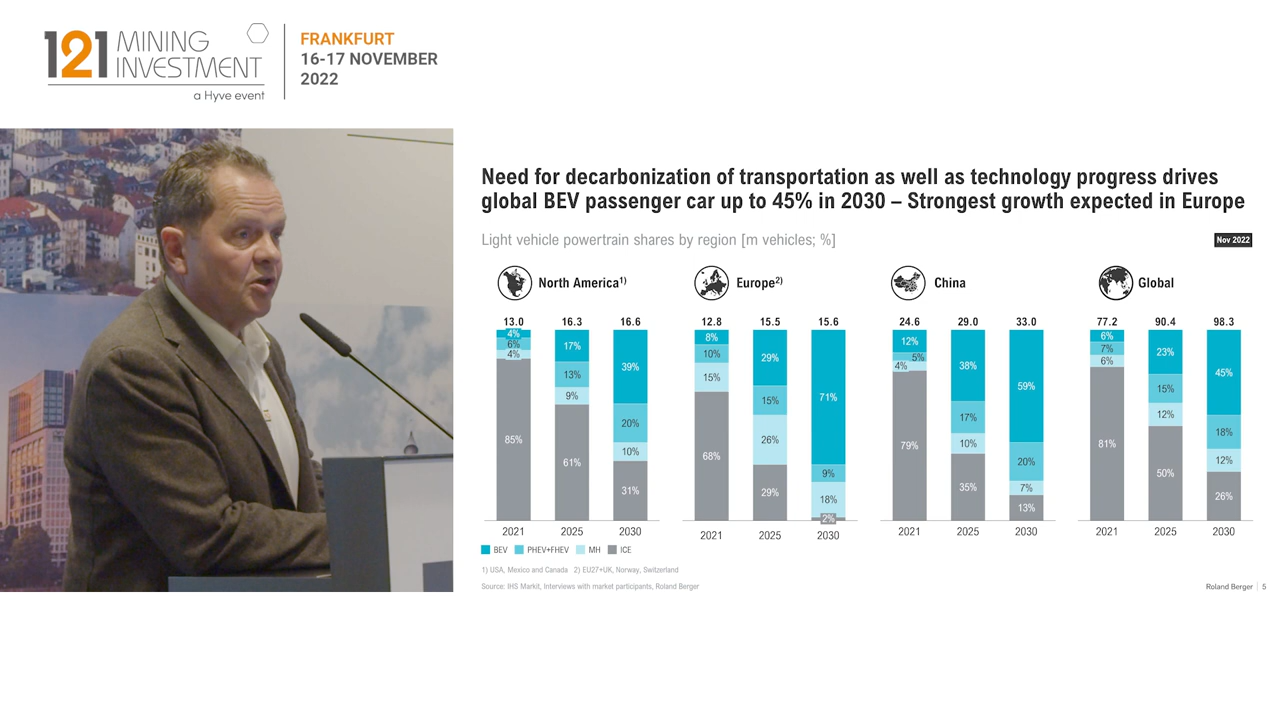 121 MINING INVESTMENT
a Hyve event
FRANKFURT
16-17 NOVEMBER
2022
Need for decarbonization of transportation as well as technology progress drives
global BEV passenger car up to 45% in 2030 – Strongest growth expected in Europe
Light vehicle powertrain shares by region [m vehicles; %]
Nov 2022
North America1)
Europe2)
China
Global
13.0 16.3 16.6
4% 17% 39%
6% 13% 20%
4% 9% 10%
85% 61% 31%
2021 2025 2030
12.8 15.5 15.6
8% 29% 71%
10% 15% 9%
15% 26% 18%
68% 29% 2%
2021 2025 2030
24.6 29.0 33.0
12% 38% 59%
5% 17% 20%
4% 10% 7%
79% 35% 13%
2021 2025 2030
77.2 90.4 98.3
6% 23% 45%
7% 15% 18%
6% 12% 12%
81% 50% 26%
2021 2025 2030
BEV PHEV+FHEV MH ICE
1) USA, Mexico and Canada 2) EU27+UK, Norway, Switzerland
Source: IHS Markit, Interviews with market participants, Roland Berger
Roland Berger | 5